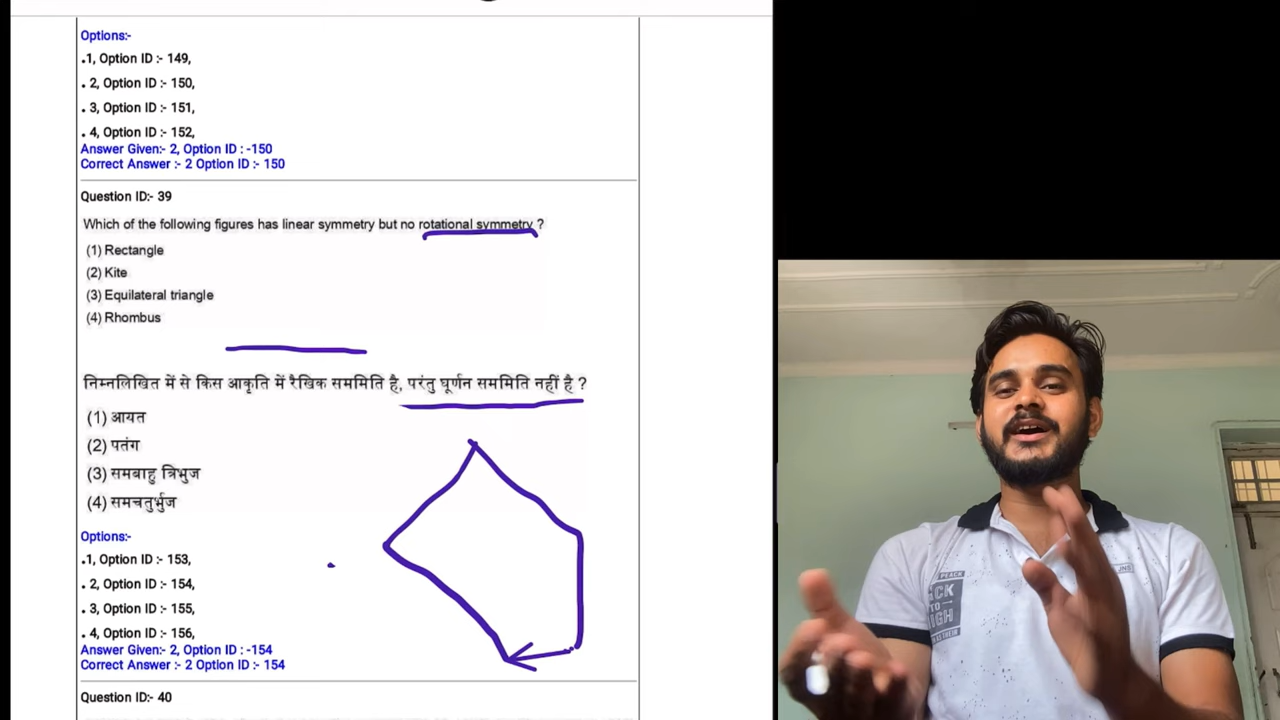 Options:-
.1, Option ID :- 149,
. 2, Option ID :- 150,
. 3, Option ID :- 151,
. 4, Option ID :- 152,
Answer Given:- 2, Option ID : -150
Correct Answer :- 2 Option ID :- 150
Question ID:- 39
Which of the following figures has linear symmetry but no rotational symmetry ?
(1) Rectangle
(2) Kite
(3) Equilateral triangle
(4) Rhombus
निम्नलिखित में से किस आकृति में रैखिक सममिति है, परंतु घूर्णन सममिति नहीं है ?
(1) आयत
(2) पतंग
(3) समबाहु त्रिभुज
(4) समचतुर्भुज
Options:-
.1, Option ID :- 153,
. 2, Option ID :- 154,
. 3, Option ID :- 155,
. 4, Option ID :- 156,
Answer Given:- 2, Option ID : -154
Correct Answer :- 2 Option ID :- 154
Question ID:- 40
PEACH
TO
JNS